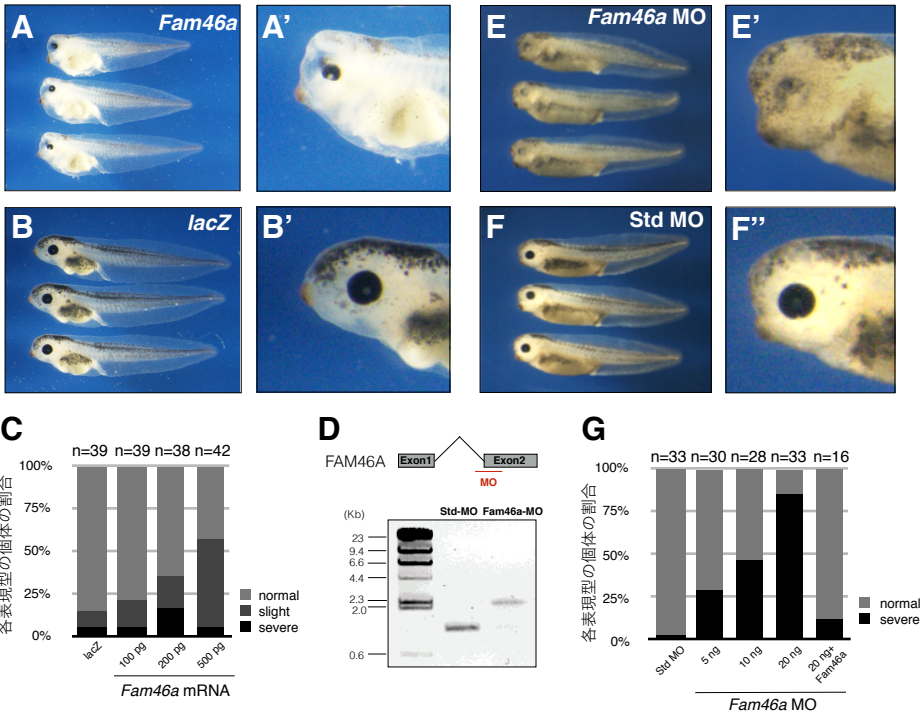 A
Fam46a
A'
E
Fam46a MO
E'
B
lacZ
B'
F
Std MO
F''
C
n=39 n=39 n=38 n=42
各表現型の個体の割合
100%
75%
50%
25%
0%
normal
slight
severe
lacZ
100 pg
200 pg
500 pg
Fam46a mRNA
D
FAM46A
Exon1
Exon2
MO
(Kb)
Std-MO Fam46a-MO
23
9.4
6.6
4.4
2.3
2.0
0.6
G
n=33 n=30 n=28 n=33 n=16
各表現型の個体の割合
100%
75%
50%
25%
0%
normal
severe
Std MO
5 ng
10 ng
20 ng
20 ng+
Fam46a
Fam46a MO